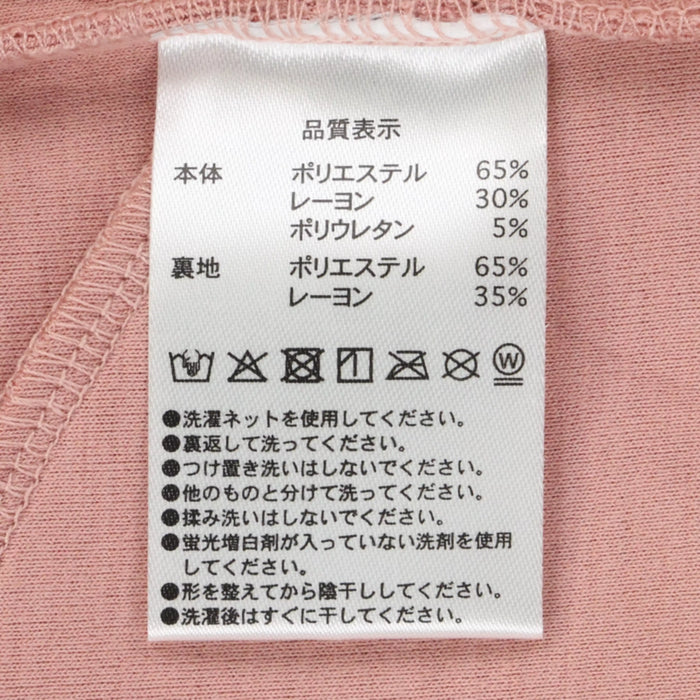 品質表示
本体 ポリエステル 65%
レーヨン 30%
ポリウレタン 5%
裏地 ポリエステル 65%
レーヨン 35%
W
●洗濯ネットを使用してください。
●裏返して洗ってください。
●つけ置き洗いはしないでください。
●他のものと分けて洗ってください。
●揉み洗いはしないでください。
●蛍光増白剤が入っていない洗剤を使用
してください。
●形を整えてから陰干ししてください。
●洗濯後はすぐに干してください。